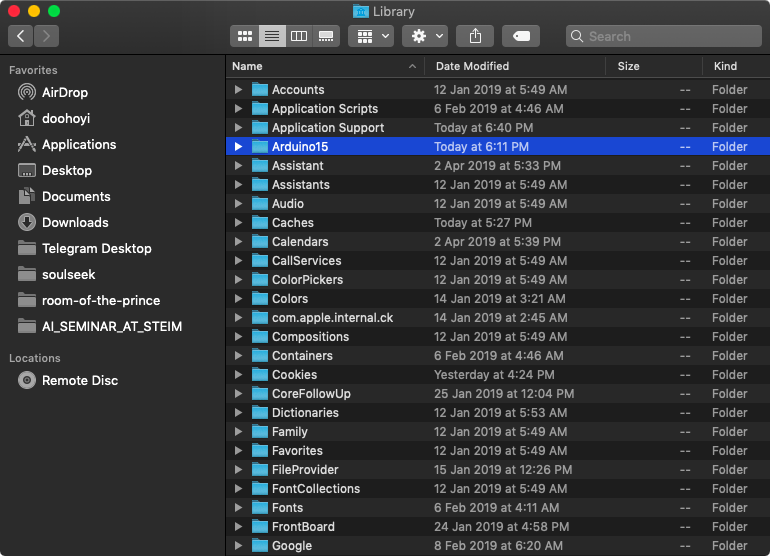 Library
Search
Favorites
AirDrop
doohoyi
Applications
Desktop
Documents
Downloads
Telegram Desktop
soulseek
room-of-the-prince
AI_SEMINAR_AT_STEIM
Locations
Remote Disc
Name Date Modified Size Kind
Accounts 12 Jan 2019 at 5:49 AM -- Folder
Application Scripts 6 Feb 2019 at 4:46 AM -- Folder
Application Support Today at 6:40 PM -- Folder
Arduino15 Today at 6:11 PM -- Folder
Assistant 2 Apr 2019 at 5:33 PM -- Folder
Assistants 12 Jan 2019 at 5:49 AM -- Folder
Audio 12 Jan 2019 at 5:49 AM -- Folder
Caches Today at 5:27 PM -- Folder
Calendars 2 Apr 2019 at 5:39 PM -- Folder
CallServices 12 Jan 2019 at 5:49 AM -- Folder
ColorPickers 12 Jan 2019 at 5:49 AM -- Folder
Colors 14 Jan 2019 at 3:21 AM -- Folder
com.apple.internal.ck 14 Jan 2019 at 2:45 AM -- Folder
Compositions 12 Jan 2019 at 5:49 AM -- Folder
Containers 6 Feb 2019 at 4:46 AM -- Folder
Cookies Yesterday at 4:24 PM -- Folder
CoreFollowUp 25 Jan 2019 at 12:04 PM -- Folder
Dictionaries 12 Jan 2019 at 5:53 AM -- Folder
Family 12 Jan 2019 at 5:49 AM -- Folder
Favorites 12 Jan 2019 at 5:49 AM -- Folder
FileProvider 15 Jan 2019 at 12:26 PM -- Folder
FontCollections 12 Jan 2019 at 5:49 AM -- Folder
Fonts 6 Feb 2019 at 4:11 AM -- Folder
FrontBoard 24 Jan 2019 at 4:58 PM -- Folder
Google 8 Feb 2019 at 6:20 AM -- Folder